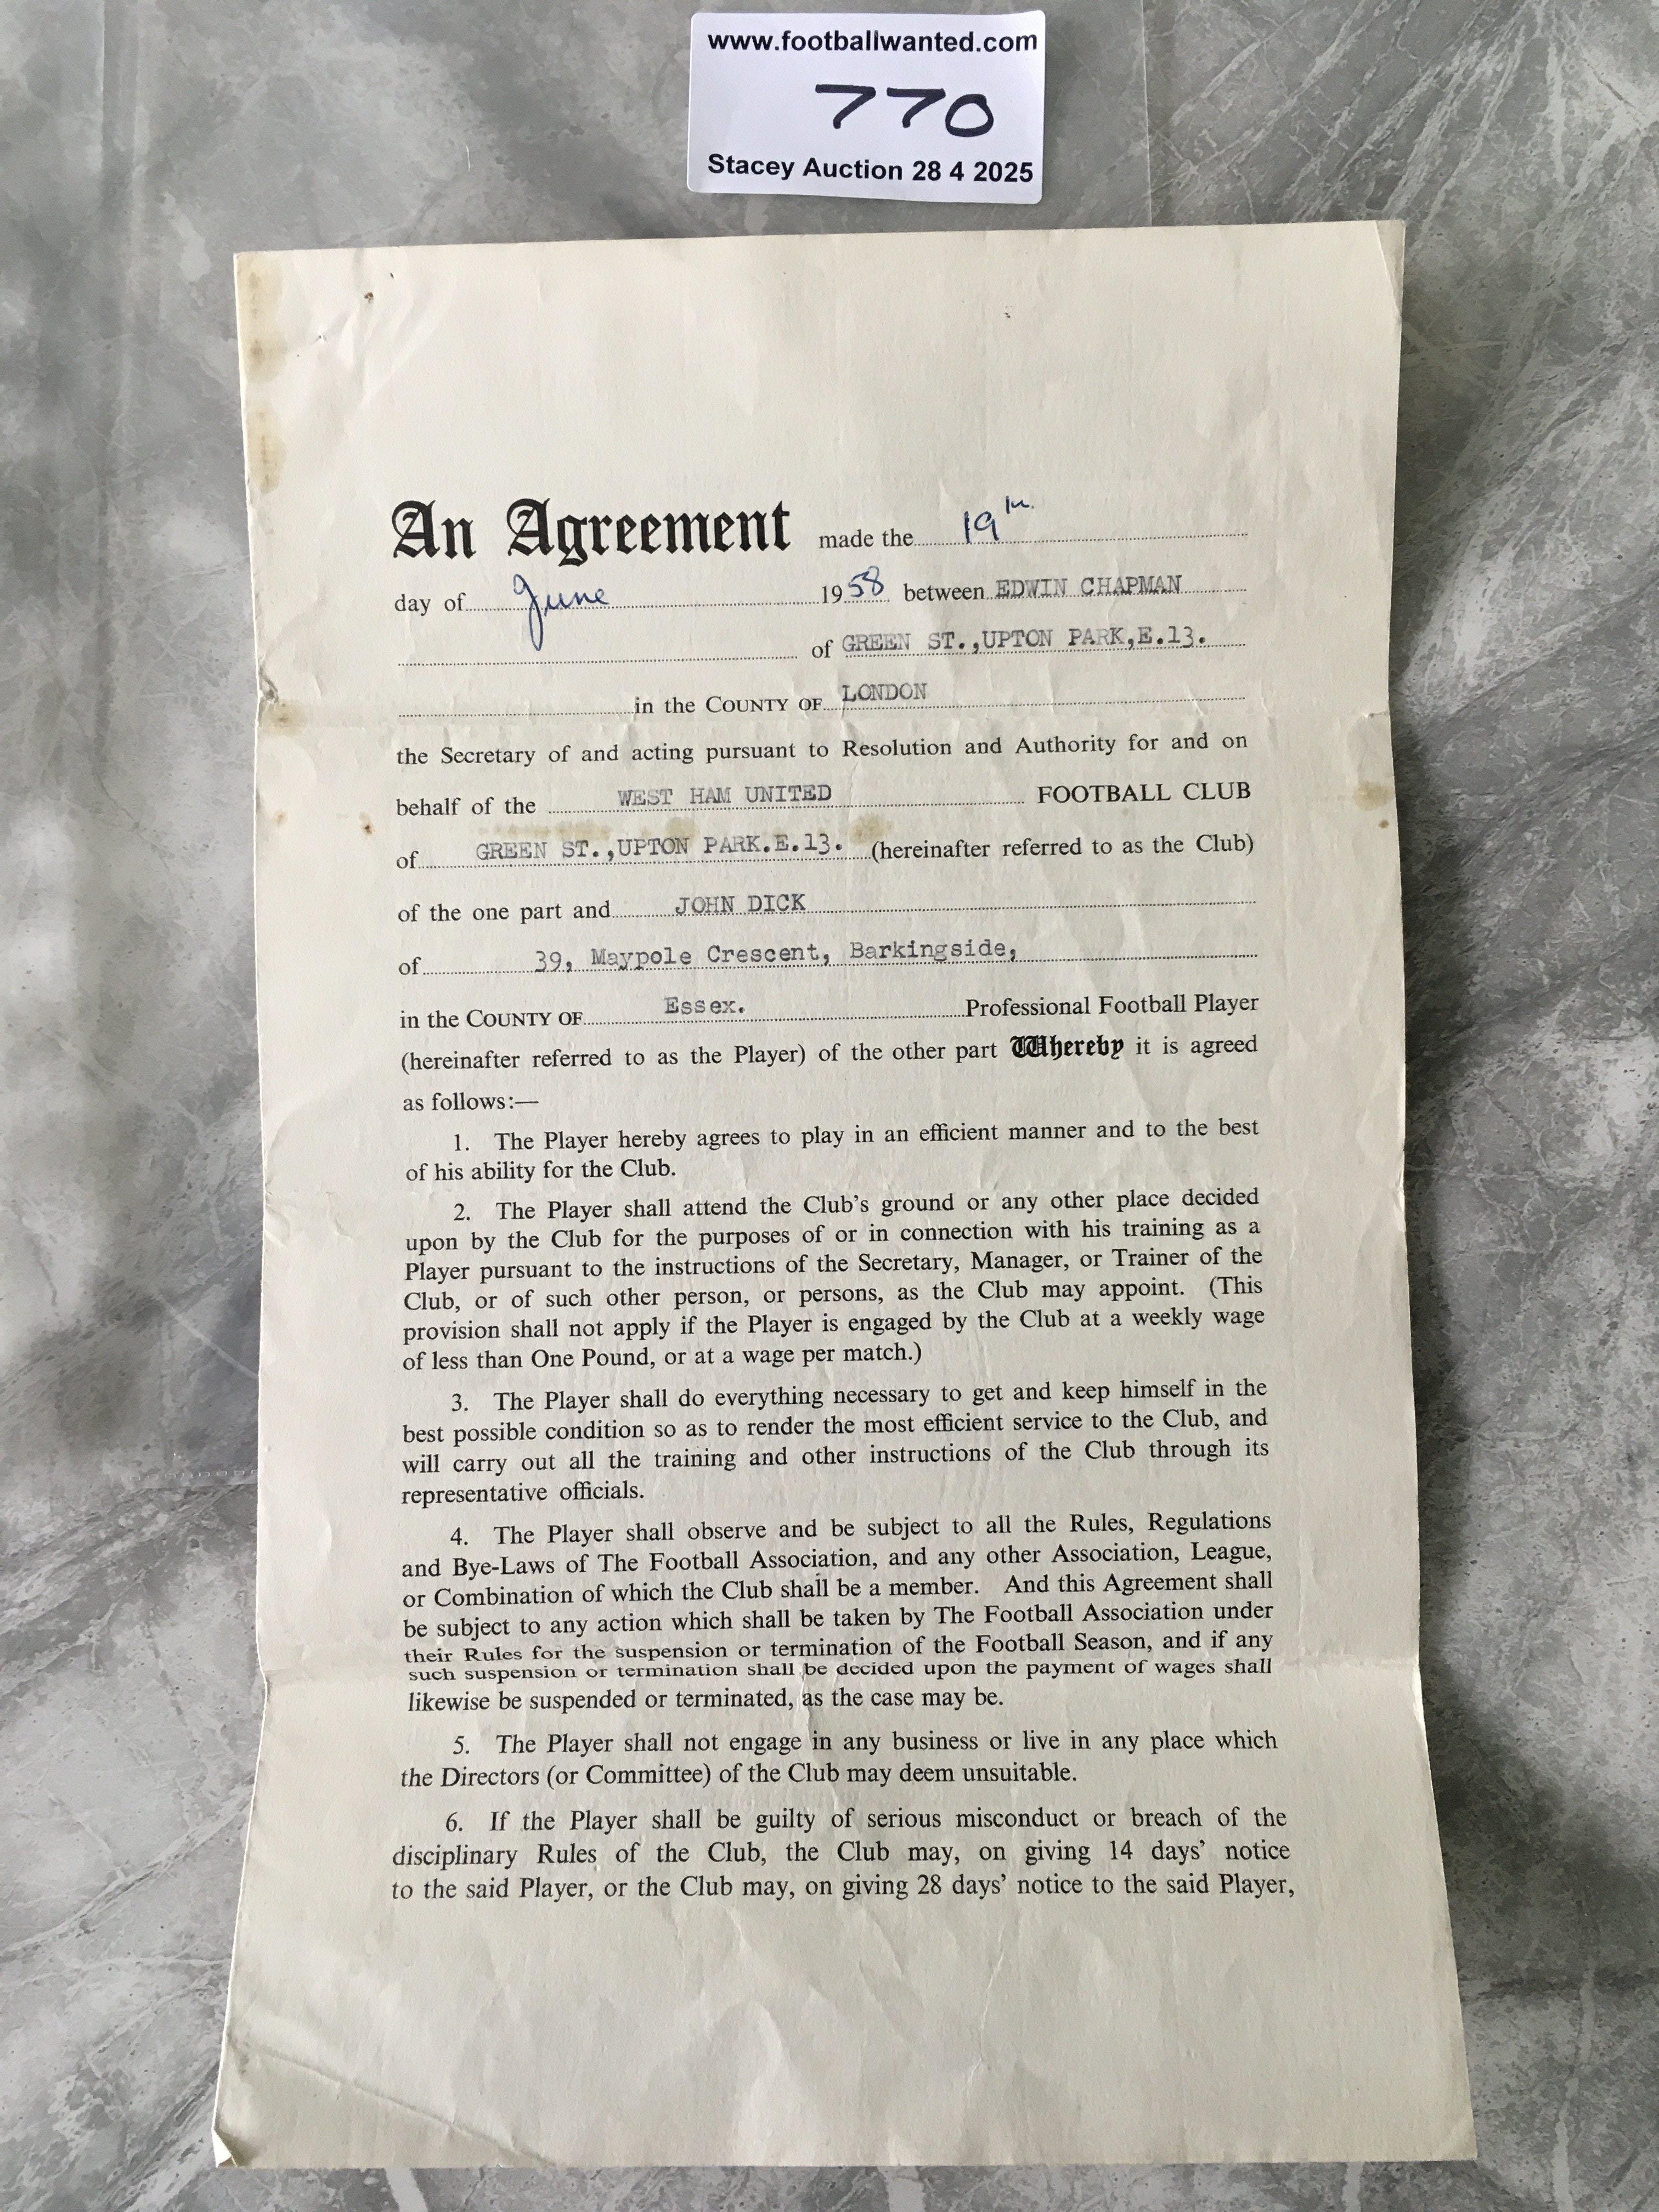 www.footballwanted.com
770
Stacey Auction 28 4 2025
An Agreement made the 19th
day of June 1958 between EDWIN CHAPMAN
of GREEN ST.,UPTON PARK,E.13.
in the COUNTY OF LONDON
the Secretary of and acting pursuant to Resolution and Authority for and on
behalf of the WEST HAM UNITED FOOTBALL CLUB
of GREEN ST.,UPTON PARK.E.13. (hereinafter referred to as the Club)
of the one part and JOHN DICK
of 39, Maypole Crescent, Barkingside,
in the COUNTY OF Essex. Professional Football Player
(hereinafter referred to as the Player) of the other part Whereby it is agreed
as follows:—
1. The Player hereby agrees to play in an efficient manner and to the best
of his ability for the Club.
2. The Player shall attend the Club's ground or any other place decided
upon by the Club for the purposes of or in connection with his training as a
Player pursuant to the instructions of the Secretary, Manager, or Trainer of the
Club, or of such other person, or persons, as the Club may appoint. (This
provision shall not apply if the Player is engaged by the Club at a weekly wage
of less than One Pound, or at a wage per match.)
3. The Player shall do everything necessary to get and keep himself in the
best possible condition so as to render the most efficient service to the Club, and
will carry out all the training and other instructions of the Club through its
representative officials.
4. The Player shall observe and be subject to all the Rules, Regulations
and Bye-Laws of The Football Association, and any other Association, League,
or Combination of which the Club shall be a member. And this Agreement shall
be subject to any action which shall be taken by The Football Association under
their Rules for the suspension or termination of the Football Season, and if any
such suspension or termination shall be decided upon the payment of wages shall
likewise be suspended or terminated, as the case may be.
5. The Player shall not engage in any business or live in any place which
the Directors (or Committee) of the Club may deem unsuitable.
6. If the Player shall be guilty of serious misconduct or breach of the
disciplinary Rules of the Club, the Club may, on giving 14 days' notice
to the said Player, or the Club may, on giving 28 days' notice to the said Player,